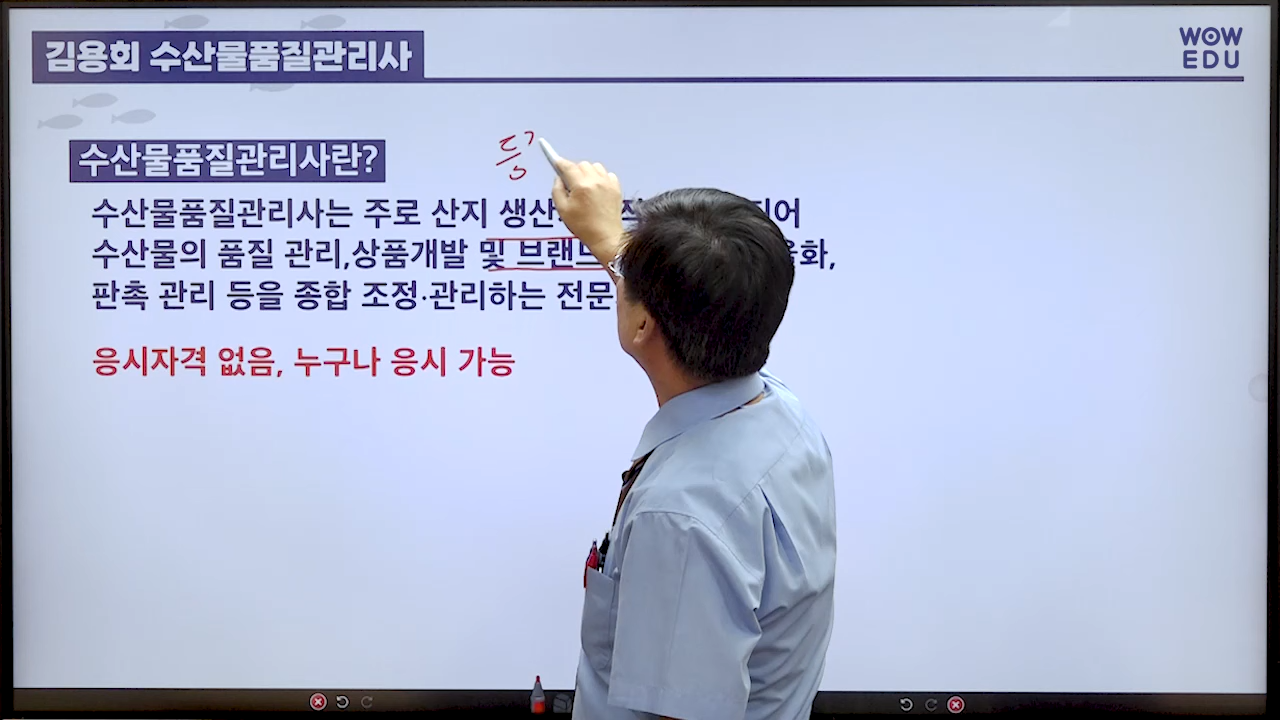 김용회 수산물품질관리사
WOW
EDU
수산물품질관리사란?
등
수산물품질관리사는 주로 산지 생산
수산물의 품질 관리,상품개발 및 브랜드
판촉 관리 등을 종합 조정·관리하는 전문
응시자격 없음, 누구나 응시 가능